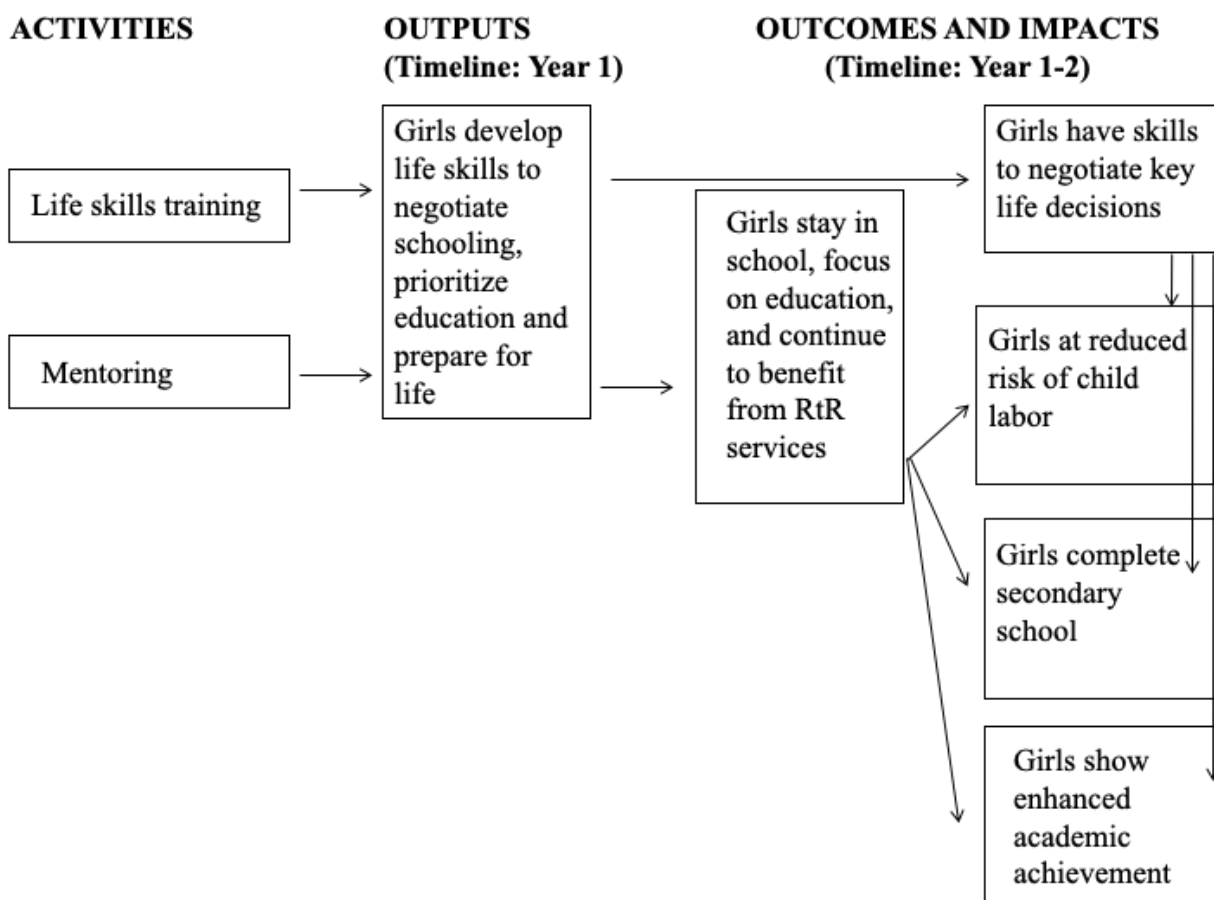 ACTIVITIES
OUTPUTS
(Timeline: Year 1)
OUTCOMES AND IMPACTS
(Timeline: Year 1-2)
Life skills training
Mentoring
Girls develop
life skills to
negotiate
schooling,
prioritize
education and
prepare for
life
Girls stay in
school, focus
on education,
and continue
to benefit
from RtR
services
Girls have skills
to negotiate key
life decisions
Girls at reduced
risk of child
labor
Girls complete
secondary
school
Girls show
enhanced
academic
achievement